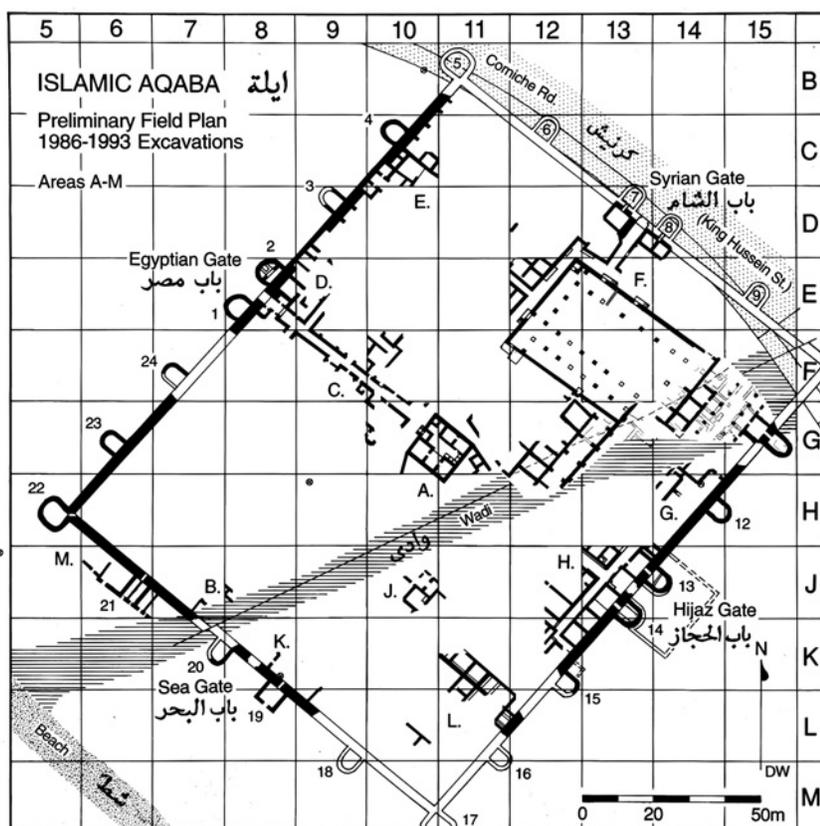 5 6 7 8 9 10 11 12 13 14 15
B
C
D
E
F
G
H
J
K
L
M
ISLAMIC AQABA ايلة
Preliminary Field Plan
1986-1993 Excavations
Areas A-M
5
Corniche Rd.
كرنيش
6
4
3
E.
7
Syrian Gate
باب الشام
8
(King Hussein St.)
2
Egyptian Gate
باب مصر
D.
F.
9
1
24
C.
23
A.
22
Wadi
وادي
G.
12
M.
21
B.
J.
H.
13
Hijaz Gate
باب الحجاز
14
20
K.
Sea Gate
باب البحر
19
15
N
L.
Beach
شط
18
16
17
DW
0 20 50m